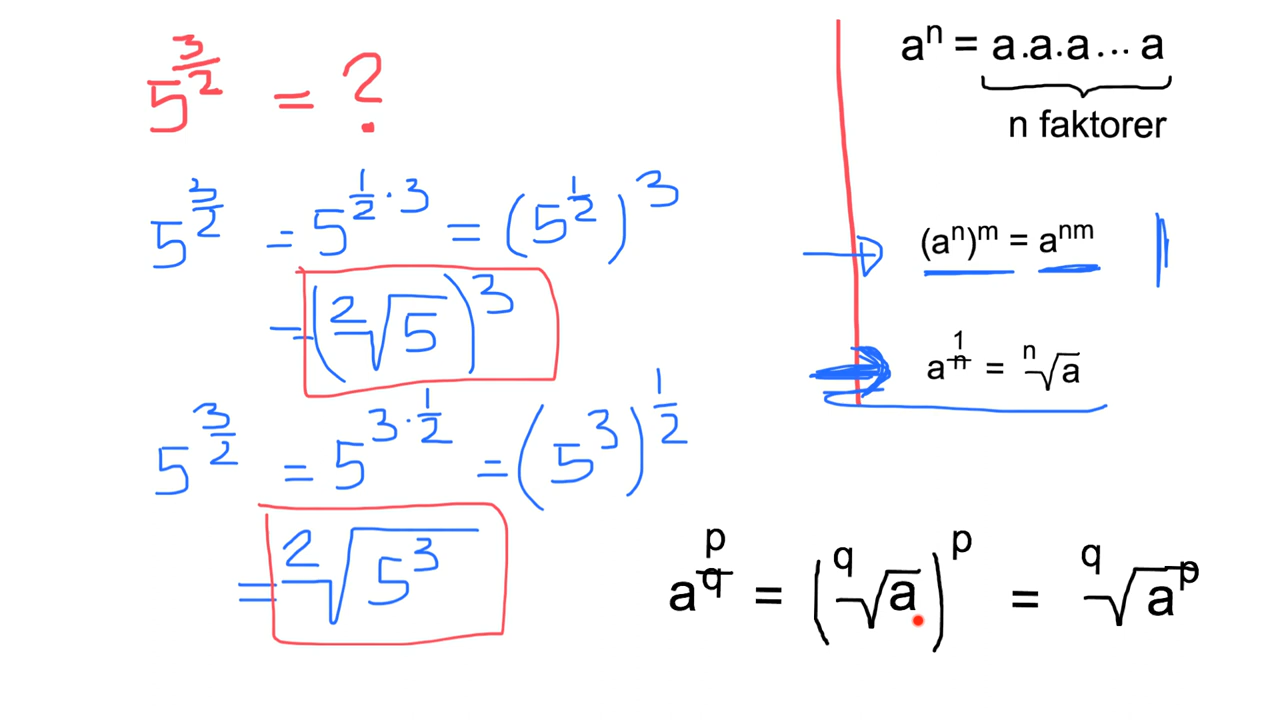 5^{3/2} = ?
5^{3/2} = 5^{1/2 · 3} = (5^{1/2})^3
= (²√5)^3
5^{3/2} = 5^{3 · 1/2} = (5^3)^{1/2}
= ²√5^3
a^n = a.a.a... a
n faktorer
(a^n)^m = a^{nm}
a^{1/n} = ⁿ√a
a^{p/q} = (^q√a)^p = ^q√a^p